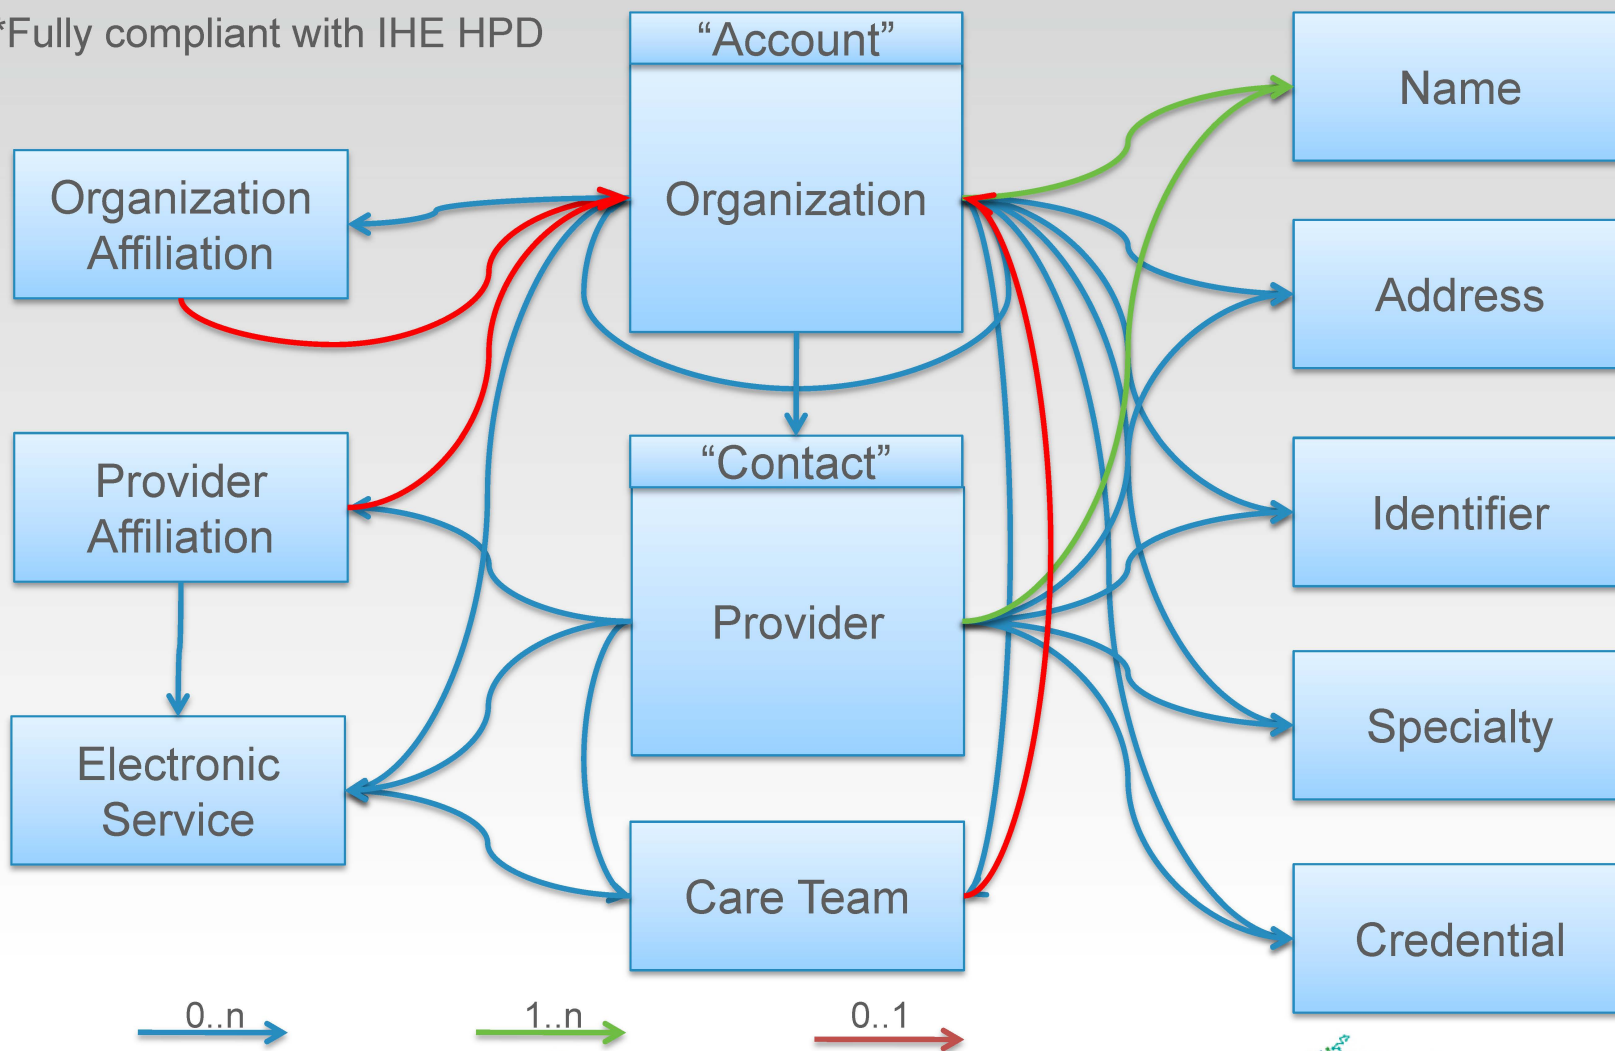 *Fully compliant with IHE HPD
“Account”
Organization
Name
Organization
Affiliation
Address
Provider
Affiliation
“Contact”
Provider
Identifier
Electronic
Service
Specialty
Care Team
Credential
0..n
1..n
0..1